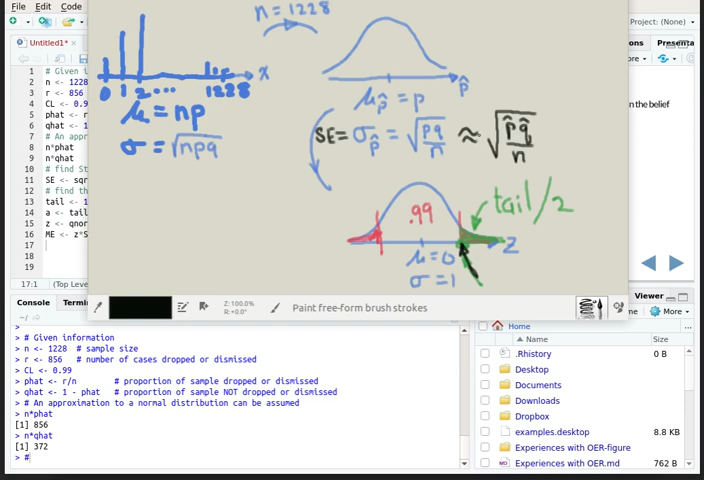 File Edit Code
Project: (None)
Untitled1*
ons
Presenta
n the belief
1 # Given i
2 n <- 1228
3 r <- 856
4 CL <- 0.9
5 phat <- r
6 qhat <- 1
7 # An appro
8 n*phat
9 n*qhat
10 # find St
11 SE <- sqr
12 # find th
13 tail <- 1
14 a <- tail
15 z <- qnor
16 ME <- z*S
17
18
19
17:1 (Top Level
n = 1228
0 1 2 ... 1228 x
μ = np
σ = √npq
p̂
μp̂ = p
SE = σp̂ = √pq/n ≈ √p̂q̂/n
.99
tail/2
z
μ = 0
σ = 1
Z: 100.0%
R: +0.0°
Paint free-form brush strokes
Console Termin
~/
>
> # Given information
> n <- 1228 # sample size
> r <- 856 # number of cases dropped or dismissed
> CL <- 0.99
> phat <- r/n # proportion of sample dropped or dismissed
> qhat <- 1 - phat # proportion of sample NOT dropped or dismissed
> # An approximation to a normal distribution can be assumed
> n*phat
[1] 856
> n*qhat
[1] 372
> #
Viewer
me
More
Home
Name Size
.Rhistory 0 B
Desktop
Documents
Downloads
Dropbox
examples.desktop 8.8 KB
Experiences with OER-figure
Experiences with OER.md 762 B